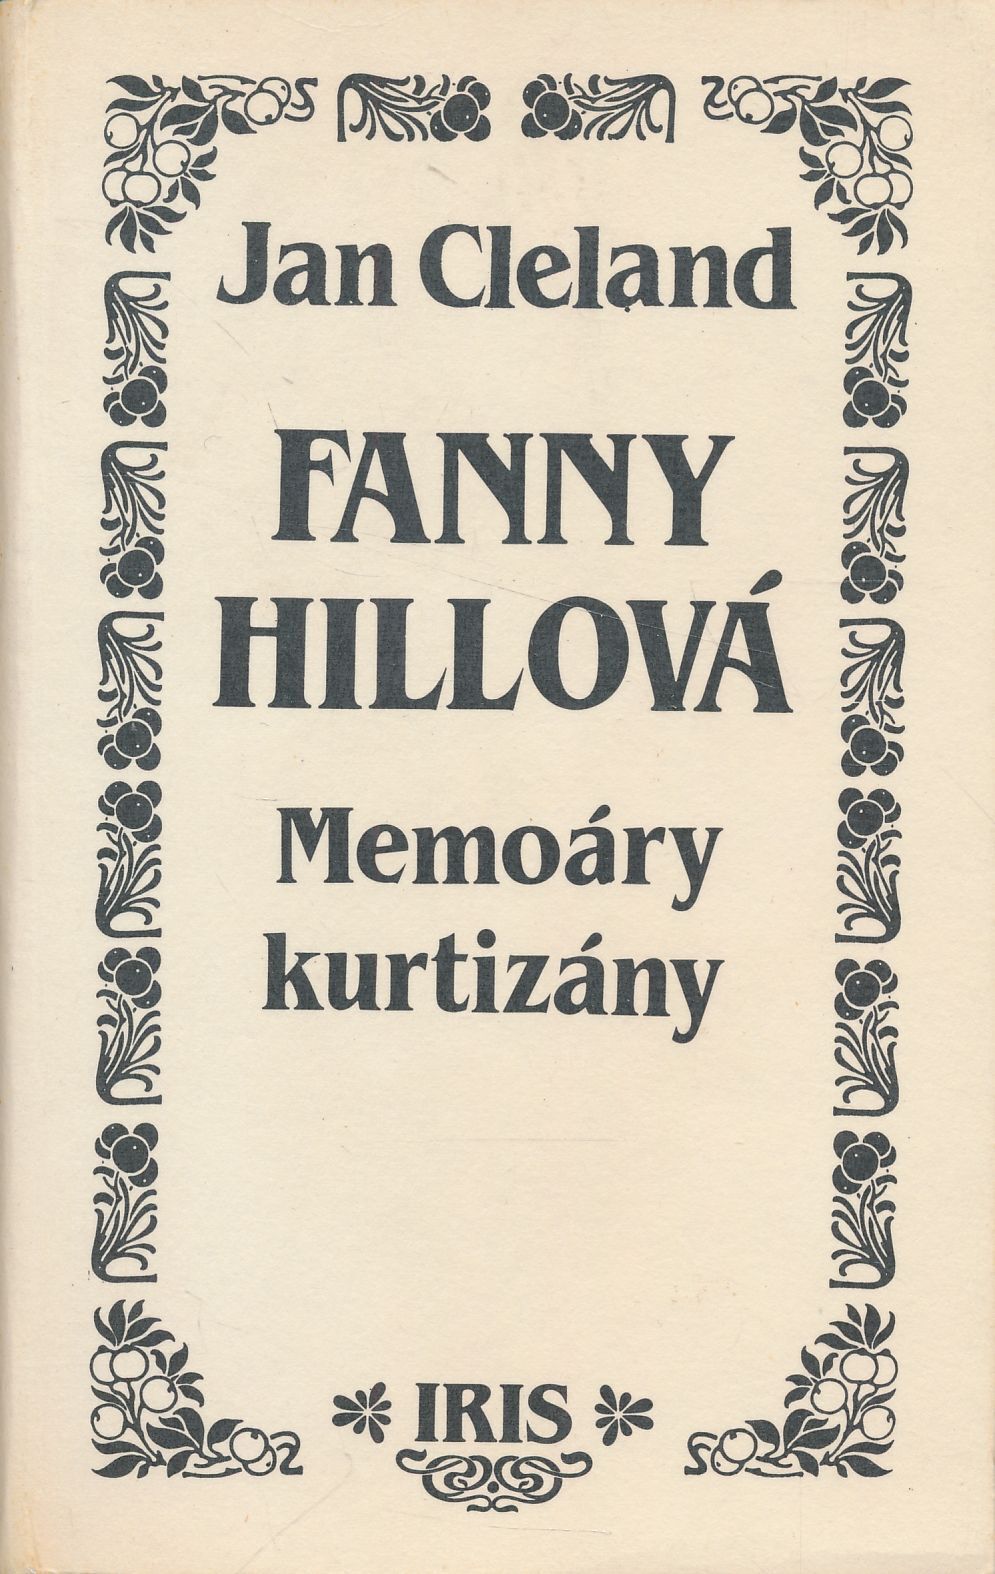 Jan Cleland
FANNY
HILLOVÁ
Memoáry
kurtizány
IRIS